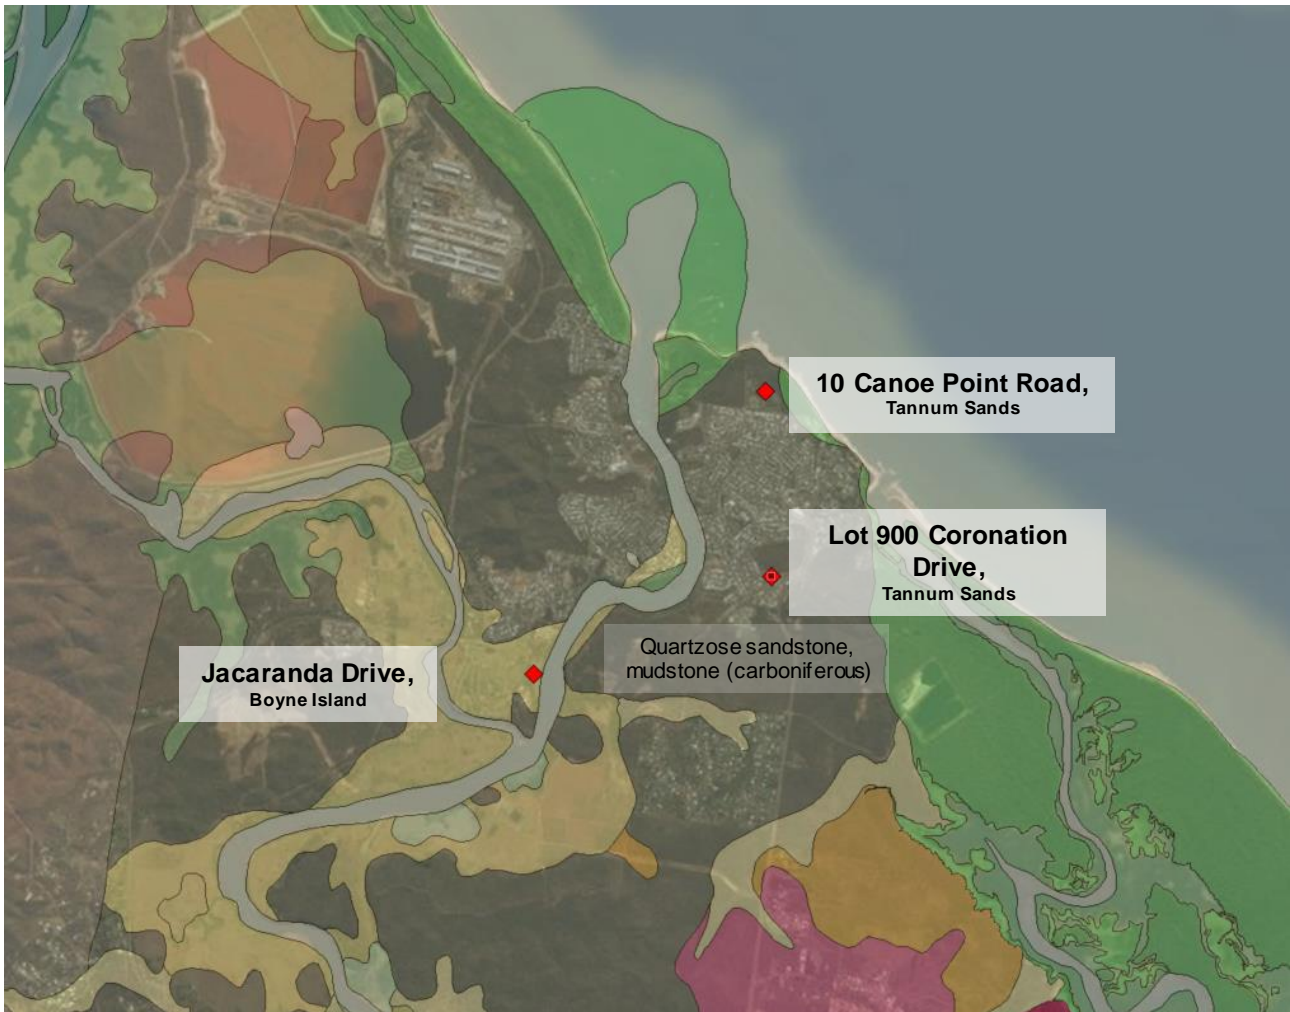 10 Canoe Point Road,
Tannum Sands
Lot 900 Coronation
Drive,
Tannum Sands
Quartzose sandstone,
mudstone (carboniferous)
Jacaranda Drive,
Boyne Island